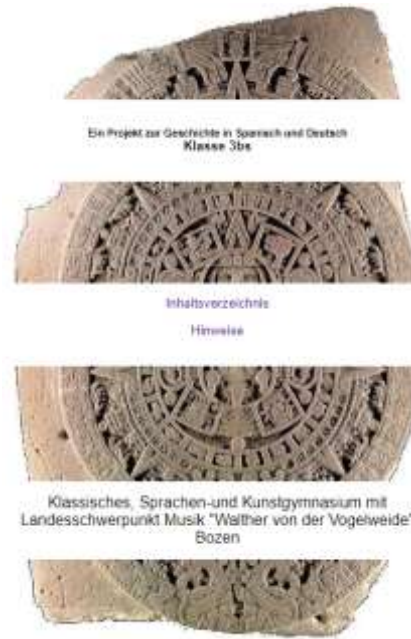 Ein Projekt zur Geschichte in Spanisch und Deutsch
Klasse 3bs
Inhaltsverzeichnis
Hinweise
Klassisches, Sprachen-und Kunstgymnasium mit
Landesschwerpunkt Musik "Walther von der Vogelweide"
Bozen